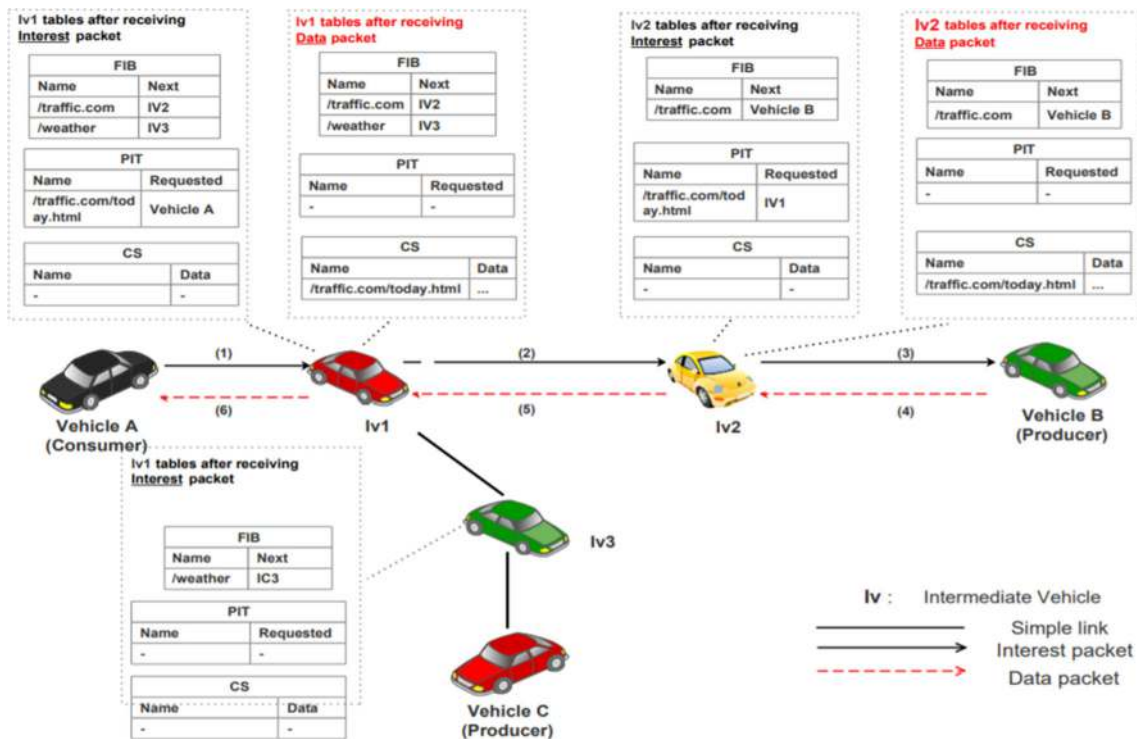 Iv1 tables after receiving
Interest packet
FIB
Name Next
/traffic.com IV2
/weather IV3
PIT
Name Requested
/traffic.com/tod
ay.html Vehicle A
CS
Name Data
- -
Iv1 tables after receiving
Data packet
FIB
Name Next
/traffic.com IV2
/weather IV3
PIT
Name Requested
- -
CS
Name Data
/traffic.com/today.html ...
Iv2 tables after receiving
Interest packet
FIB
Name Next
/traffic.com Vehicle B
PIT
Name Requested
/traffic.com/tod
ay.html IV1
CS
Name Data
- -
Iv2 tables after receiving
Data packet
FIB
Name Next
/traffic.com Vehicle B
PIT
Name Requested
- -
CS
Name Data
/traffic.com/today.html ...
(1) (2) (3)
(6) (5) (4)
Vehicle A
(Consumer)
Iv1
Iv2
Vehicle B
(Producer)
Iv1 tables after receiving
Interest packet
FIB
Name Next
/weather IC3
PIT
Name Requested
- -
CS
Name Data
- -
Iv3
Vehicle C
(Producer)
Iv : Intermediate Vehicle
Simple link
Interest packet
Data packet